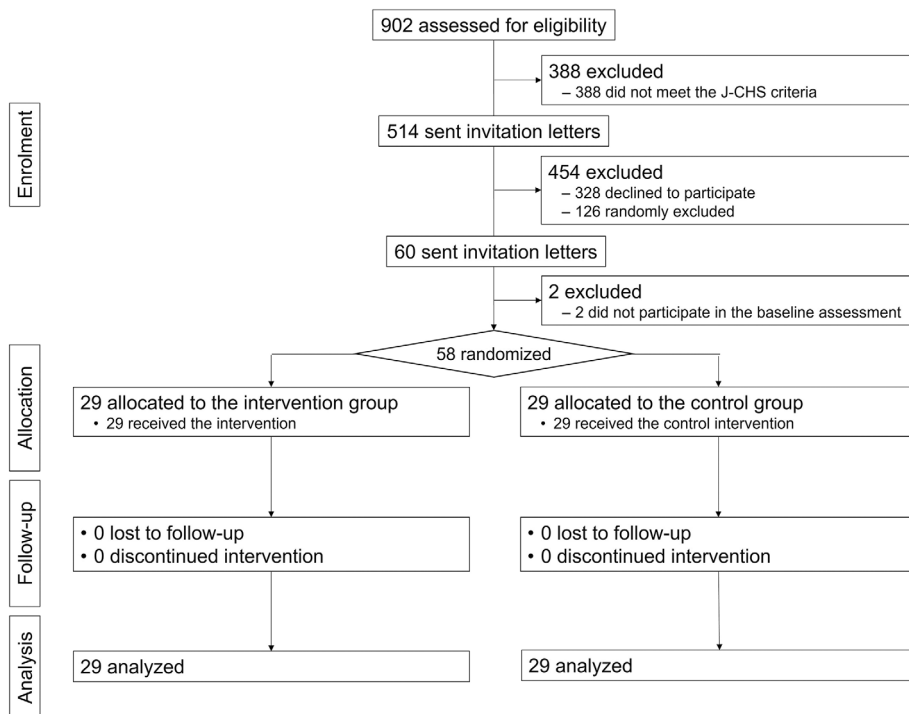 902 assessed for eligibility
388 excluded
– 388 did not meet the J-CHS criteria
Enrolment
514 sent invitation letters
454 excluded
– 328 declined to participate
– 126 randomly excluded
60 sent invitation letters
2 excluded
– 2 did not participate in the baseline assessment
58 randomized
Allocation
29 allocated to the intervention group
• 29 received the intervention
29 allocated to the control group
• 29 received the control intervention
Follow-up
• 0 lost to follow-up
• 0 discontinued intervention
• 0 lost to follow-up
• 0 discontinued intervention
Analysis
29 analyzed
29 analyzed